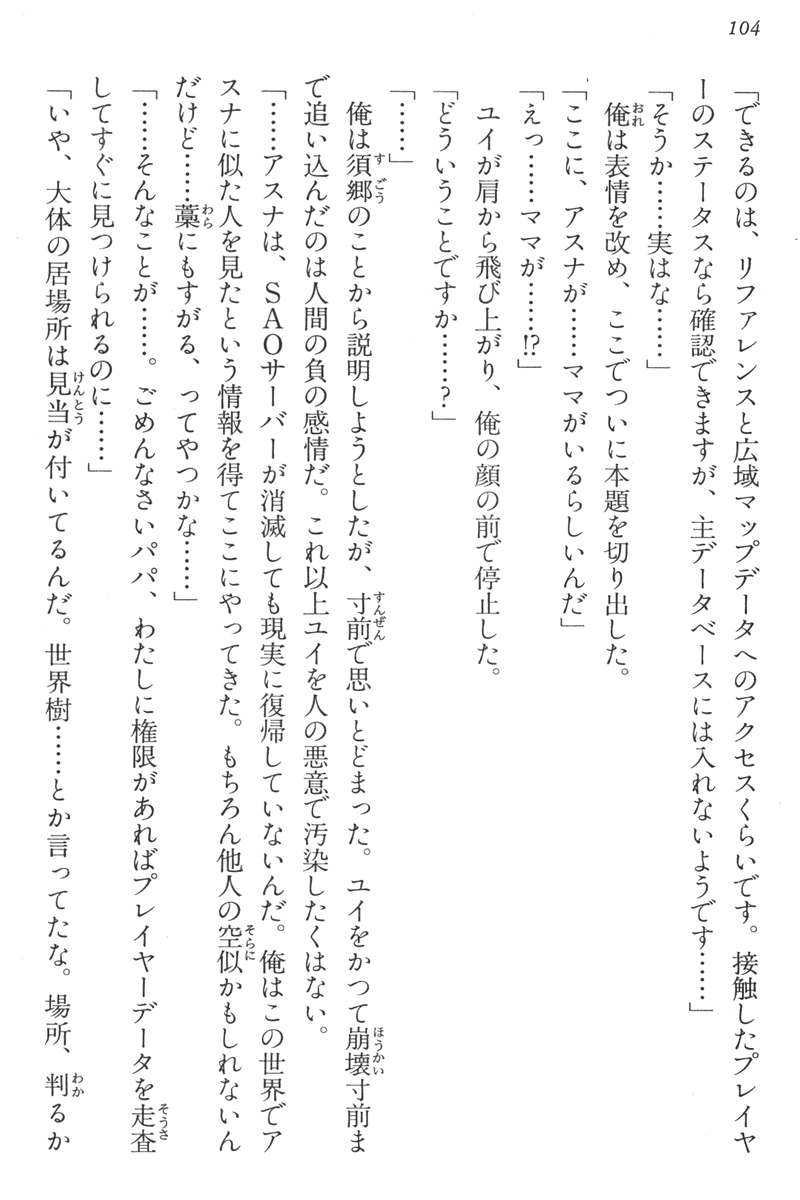 104
「できるのは、リファレンスと広域マップデータへのアクセスくらいです。接触したプレイヤ
ーのステータスなら確認できますが、主データベースには入れないようです……」
「そうか……実はな……」
俺は表情を改め、ここでついに本題を切り出した。
「ここに、アスナが……ママがいるらしいんだ」
「えっ……ママが……!?」
ユイが肩から飛び上がり、俺の顔の前で停止した。
「どういうことですか……?」
「……」
俺は須郷のことから説明しようとしたが、寸前で思いとどまった。ユイをかつて崩壊寸前ま
で追い込んだのは人間の負の感情だ。これ以上ユイを人の悪意で汚染したくはない。
「……アスナは、SAOサーバーが消滅しても現実に復帰していないんだ。俺はこの世界でア
スナに似た人を見たという情報を得てここにやってきた。もちろん他人の空似かもしれないん
だけど……藁にもすがる、ってやつかな……」
「……そんなことが……。ごめんなさいパパ、わたしに権限があればプレイヤーデータを走査
してすぐに見つけられるのに……」
「いや、大体の居場所は見当が付いてるんだ。世界樹……とか言ってたな。場所、判るか